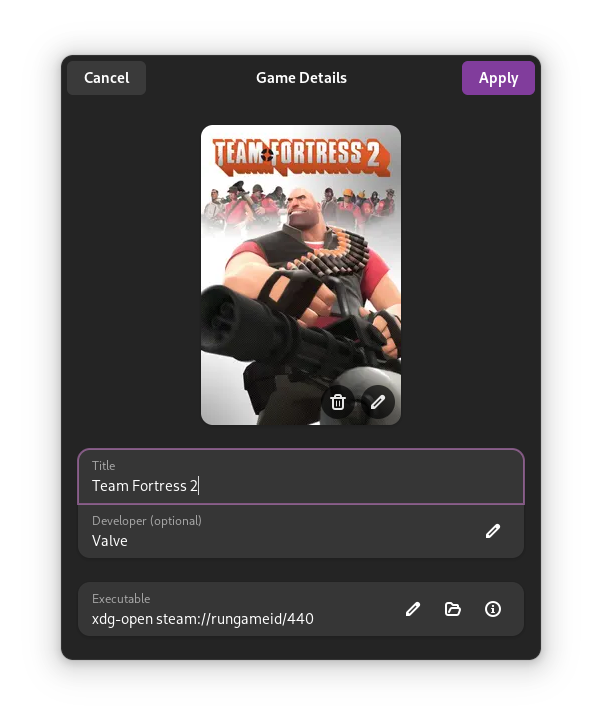 Cancel
Game Details
Apply
TEAM FORTRESS 2
Title
Team Fortress 2
Developer (optional)
Valve
Executable
xdg-open steam://rungameid/440